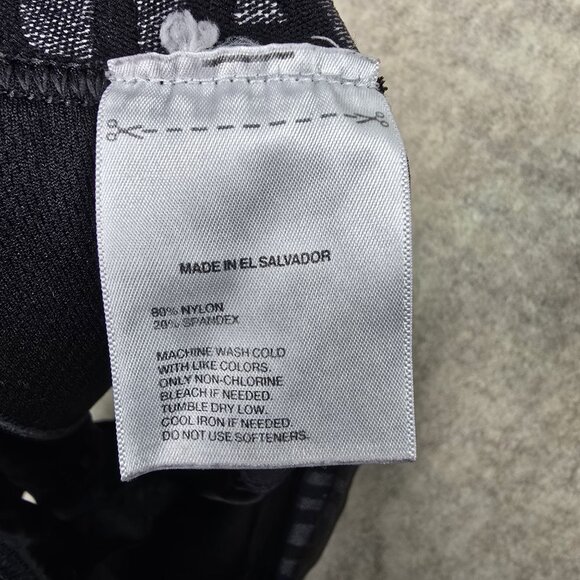 MADE IN EL SALVADOR
80% NYLON
20% SPANDEX
MACHINE WASH COLD
WITH LIKE COLORS.
ONLY NON-CHLORINE
BLEACH IF NEEDED.
TUMBLE DRY LOW.
COOL IRON IF NEEDED.
DO NOT USE SOFTENERS.